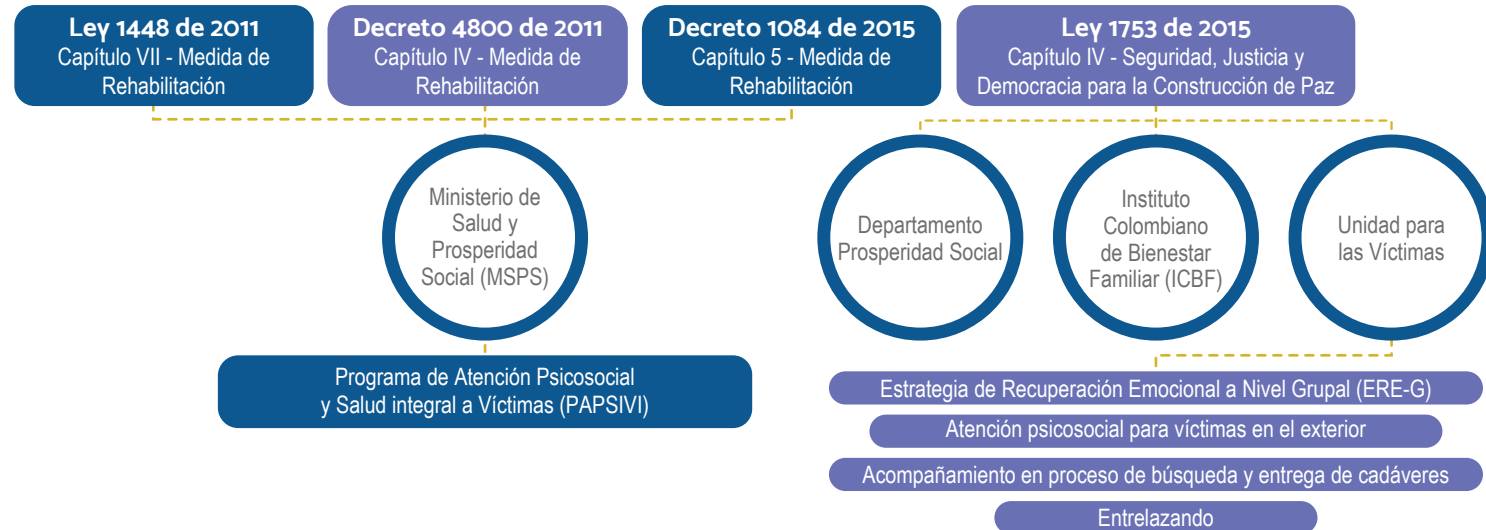 Ley 1448 de 2011
Capítulo VII - Medida de
Rehabilitación
Decreto 4800 de 2011
Capítulo IV - Medida de
Rehabilitación
Decreto 1084 de 2015
Capítulo 5 - Medida de
Rehabilitación
Ley 1753 de 2015
Capítulo IV - Seguridad, Justicia y
Democracia para la Construcción de Paz
Ministerio de
Salud y
Prosperidad
Social (MSPS)
Departamento
Prosperidad Social
Instituto
Colombiano
de Bienestar
Familiar (ICBF)
Unidad para
las Víctimas
Programa de Atención Psicosocial
y Salud integral a Víctimas (PAPSIVI)
Estrategia de Recuperación Emocional a Nivel Grupal (ERE-G)
Atención psicosocial para víctimas en el exterior
Acompañamiento en proceso de búsqueda y entrega de cadáveres
Entrelazando